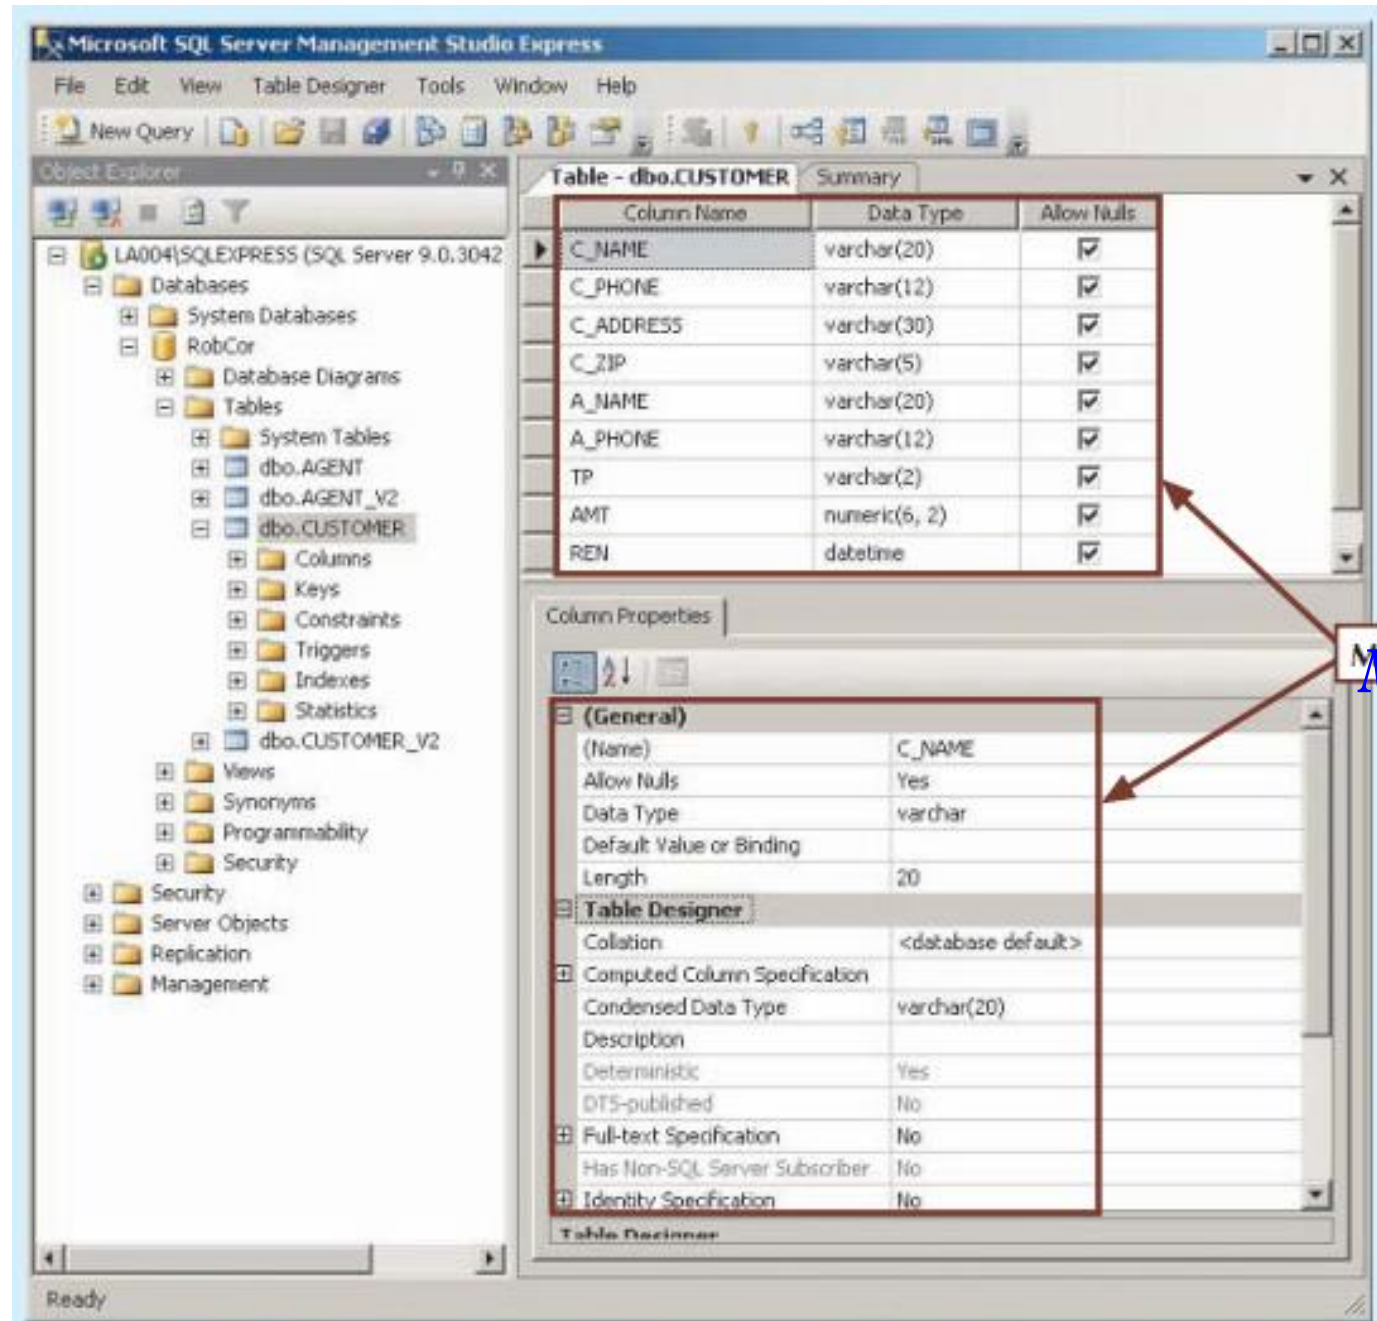 Microsoft SQL Server Management Studio Express
File Edit View Table Designer Tools Window Help
New Query
Object Explorer
LA004\SQLEXPRESS (SQL Server 9.0.3042
Databases
System Databases
RobCor
Database Diagrams
Tables
System Tables
dbo.AGENT
dbo.AGENT_V2
dbo.CUSTOMER
Columns
Keys
Constraints
Triggers
Indexes
Statistics
dbo.CUSTOMER_V2
Views
Synonyms
Programmability
Security
Security
Server Objects
Replication
Management
Table - dbo.CUSTOMER Summary
Column Name Data Type Allow Nulls
C_NAME varchar(20)
C_PHONE varchar(12)
C_ADDRESS varchar(30)
C_ZIP varchar(5)
A_NAME varchar(20)
A_PHONE varchar(12)
TP varchar(2)
AMT numeric(6, 2)
REN datetime
Column Properties
(General)
(Name) C_NAME
Allow Nulls Yes
Data Type varchar
Default Value or Binding
Length 20
Table Designer
Collation <database default>
Computed Column Specification
Condensed Data Type varchar(20)
Description
Deterministic Yes
DTS-published No
Full-text Specification No
Has Non-SQL Server Subscriber No
Identity Specification No
Table Designer
Ready